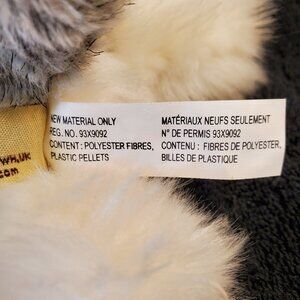 NEW MATERIAL ONLY
REG. NO. 93X9092
CONTENT: POLYESTER FIBRES,
PLASTIC PELLETS
MATÉRIAUX NEUFS SEULEMENT
N° DE PERMIS 93X9092
CONTENU : FIBRES DE POLYESTER,
BILLES DE PLASTIQUE
.com